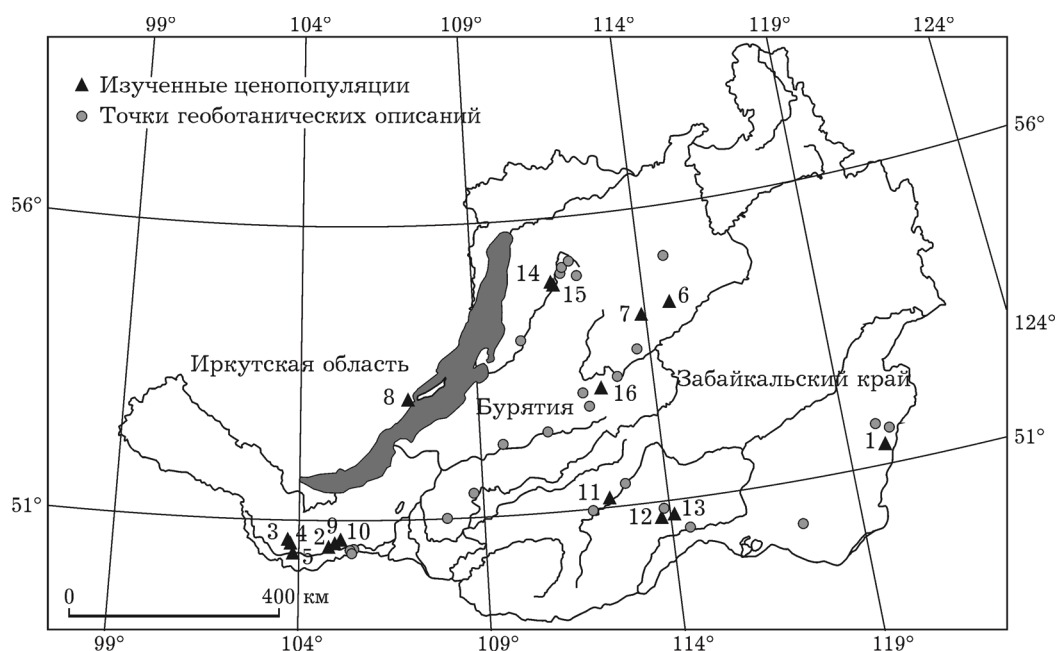 99° 104° 109° 114° 119° 124°
▲ Изученные ценопопуляции
Точки геоботанических описаний
56°
56°
14
15
6
7
124°
Иркутская область
Забайкальский край
8
16
Бурятия
1
51°
11
51°
12 13
3 4 2 9 10
5
0 400 км
99° 104° 109° 114° 119°